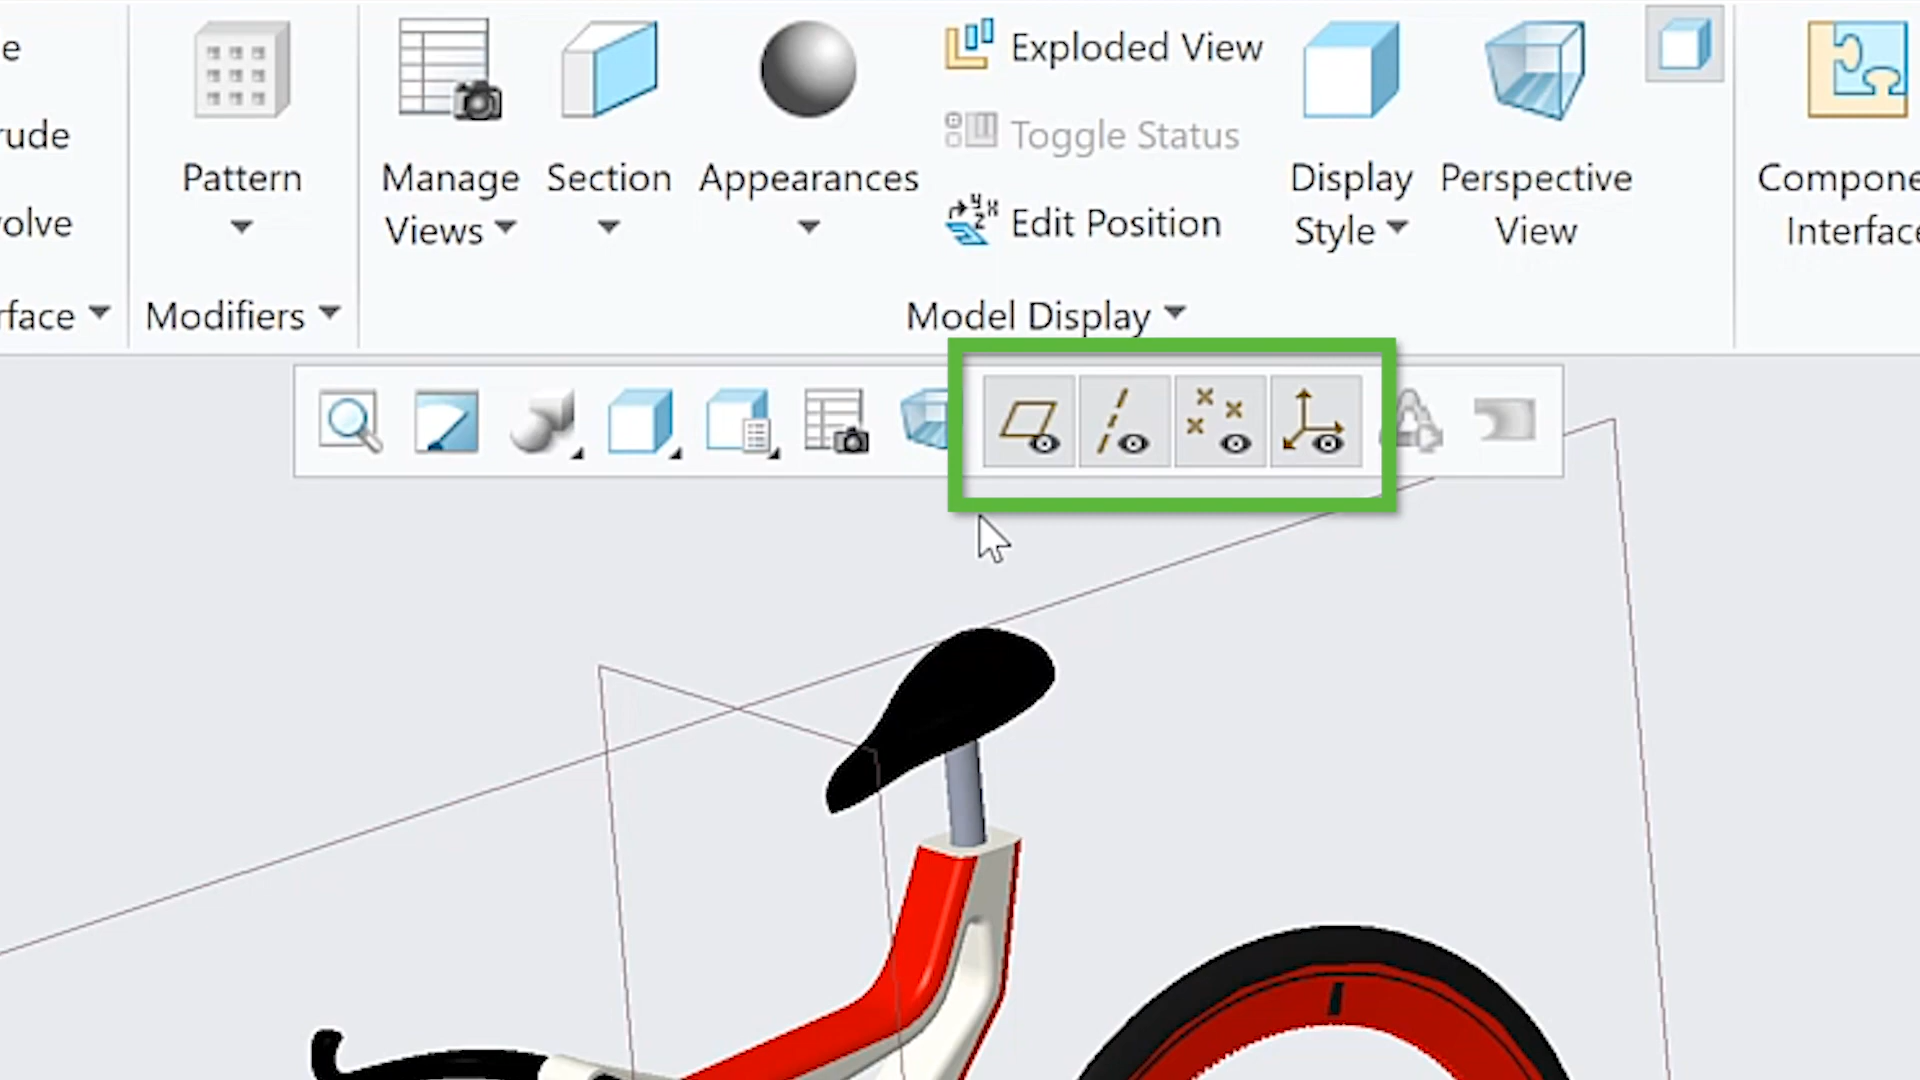 e
rude
volve
rface
Pattern
Modifiers
Manage
Views
Section
Appearances
Exploded View
Toggle Status
Edit Position
Display
Style
Perspective
View
Model Display
Compone
Interface